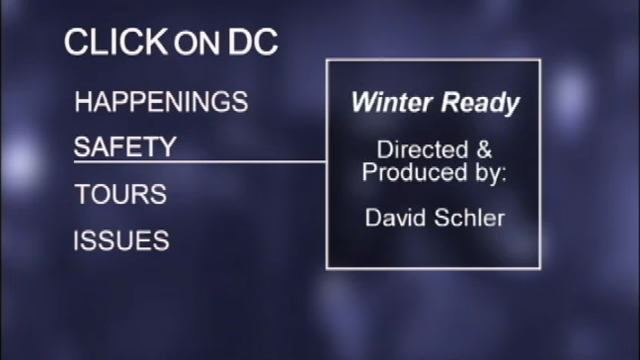 CLICK ON DC
HAPPENINGS
SAFETY
TOURS
ISSUES
Winter Ready
Directed &
Produced by:
David Schler